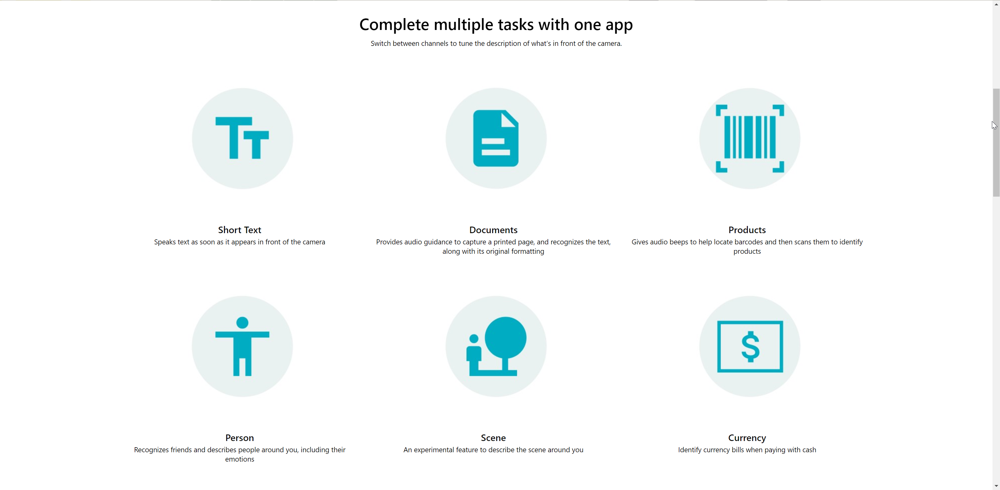 Complete multiple tasks with one app
Switch between channels to tune the description of what's in front of the camera.
Tт
$
Short Text
Speaks text as soon as it appears in front of the camera
Documents
Provides audio guidance to capture a printed page, and recognizes the text,
along with its original formatting
Products
Gives audio beeps to help locate barcodes and then scans them to identify
products
Person
Recognizes friends and describes people around you, including their
emotions
Scene
An experimental feature to describe the scene around you
Currency
Identify currency bills when paying with cash